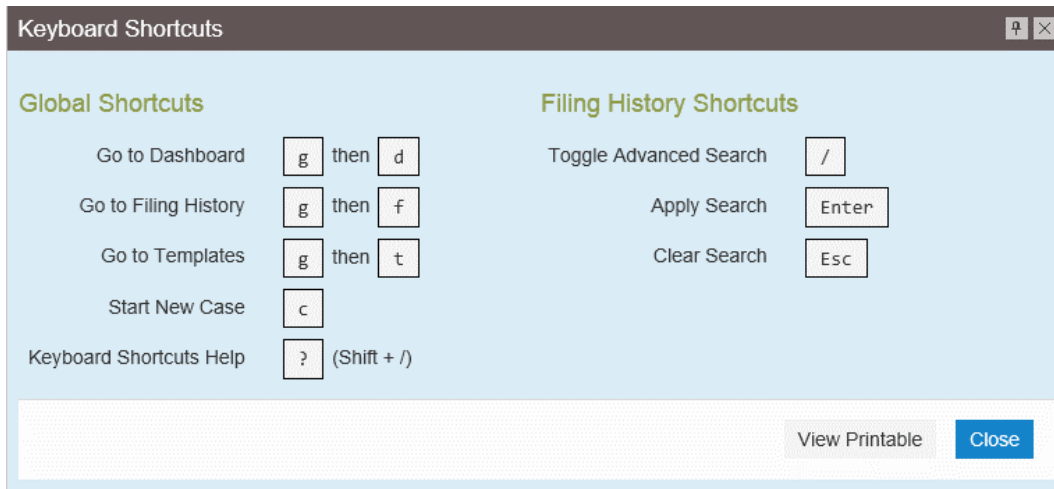 Keyboard Shortcuts
Global Shortcuts
Go to Dashboard g then d
Go to Filing History g then f
Go to Templates g then t
Start New Case c
Keyboard Shortcuts Help ? (Shift + /)
Filing History Shortcuts
Toggle Advanced Search /
Apply Search Enter
Clear Search Esc
View Printable Close